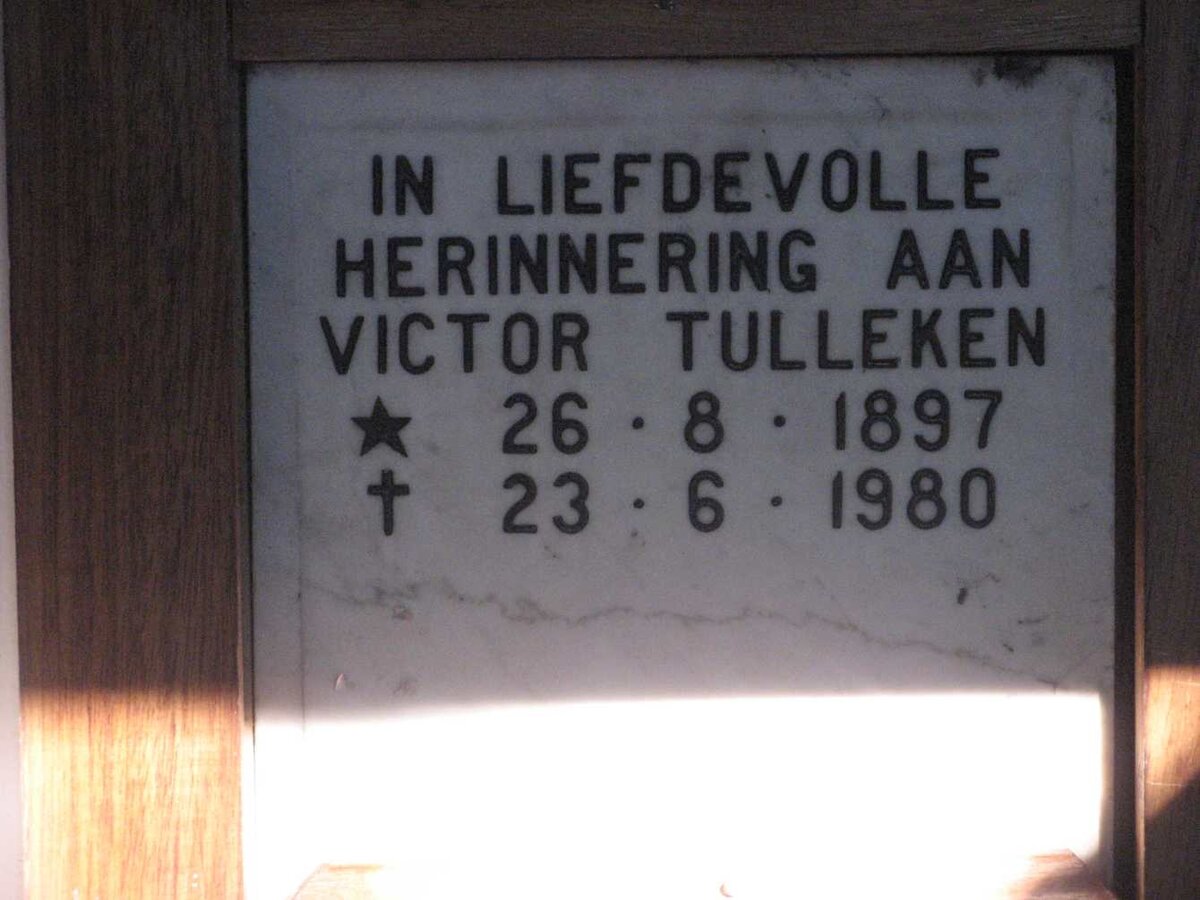 IN LIEFDEVOLLE
HERINNERING AAN
VICTOR TULLEKEN
★ 26 · 8 · 1897
✝ 23 · 6 · 1980